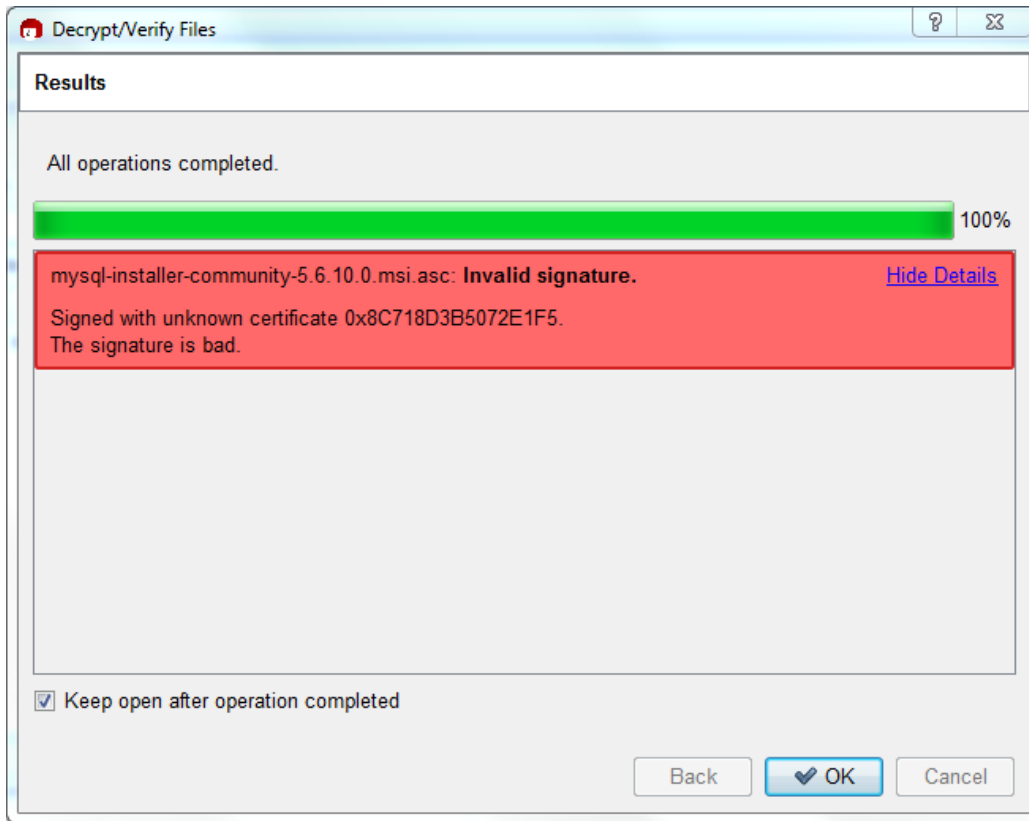 Decrypt/Verify Files
Results
All operations completed.
100%
mysql-installer-community-5.6.10.0.msi.asc: Invalid signature. Hide Details
Signed with unknown certificate 0x8C718D3B5072E1F5.
The signature is bad.
Keep open after operation completed
Back OK Cancel